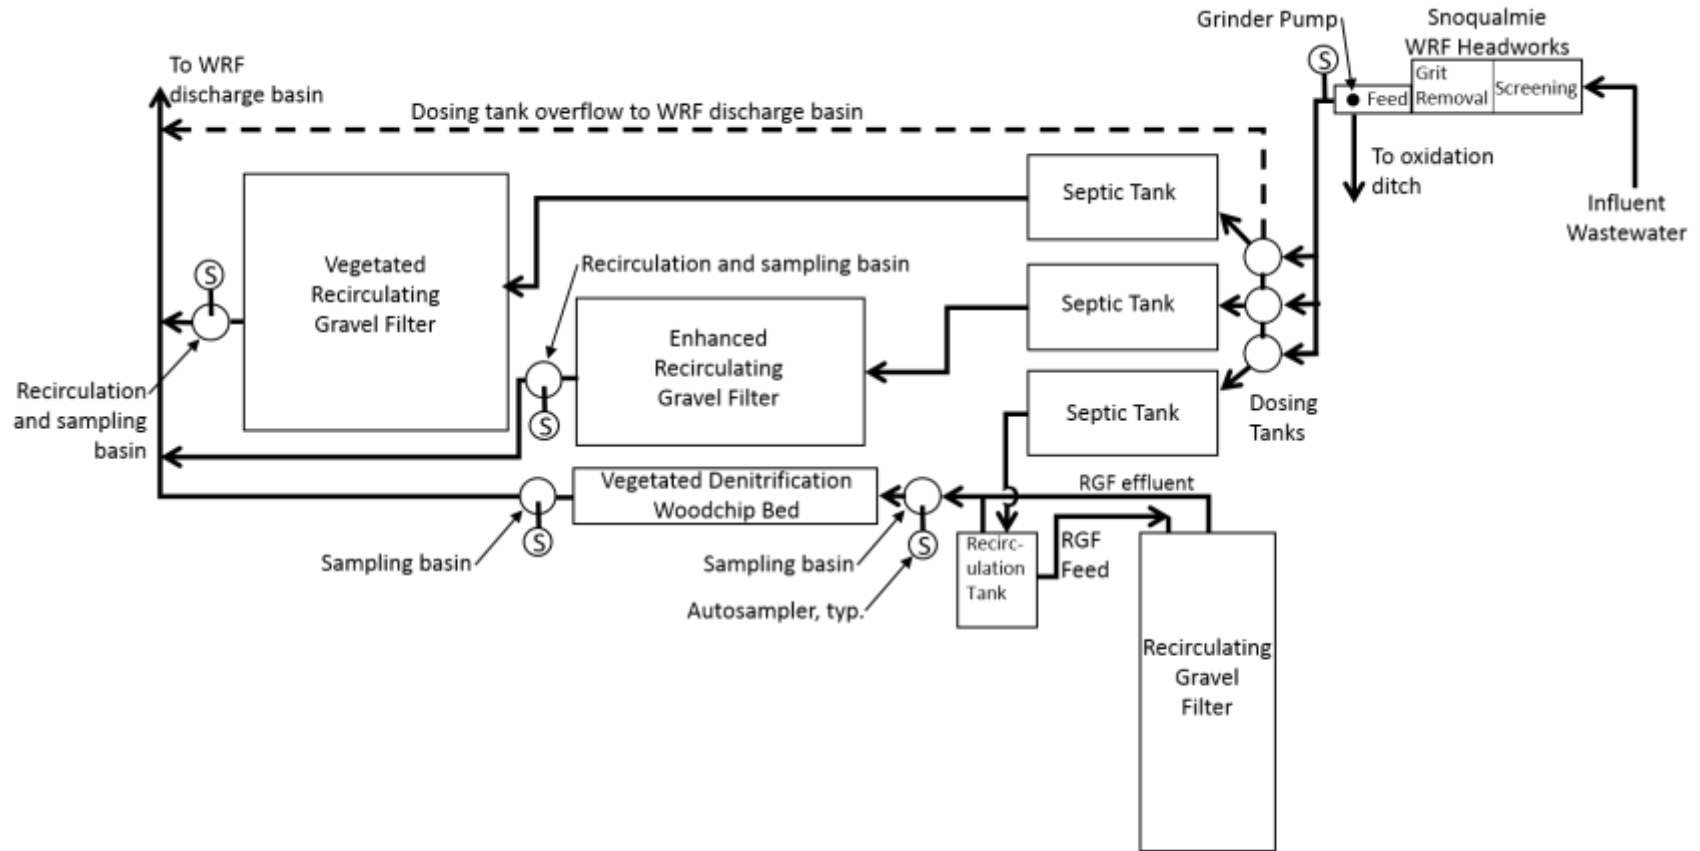 Grinder Pump
Snoqualmie
WRF Headworks
S
Feed
Grit
Removal
Screening
To WRF
discharge basin
Dosing tank overflow to WRF discharge basin
To oxidation
ditch
Influent
Wastewater
Septic Tank
Septic Tank
Septic Tank
Dosing
Tanks
Vegetated
Recirculating
Gravel Filter
S
Recirculation and sampling basin
Enhanced
Recirculating
Gravel Filter
S
Recirculation
and sampling
basin
Vegetated Denitrification
Woodchip Bed
RGF effluent
S
Sampling basin
S
Sampling basin
Autosampler, typ.
Recirc-
ulation
Tank
RGF
Feed
Recirculating
Gravel
Filter